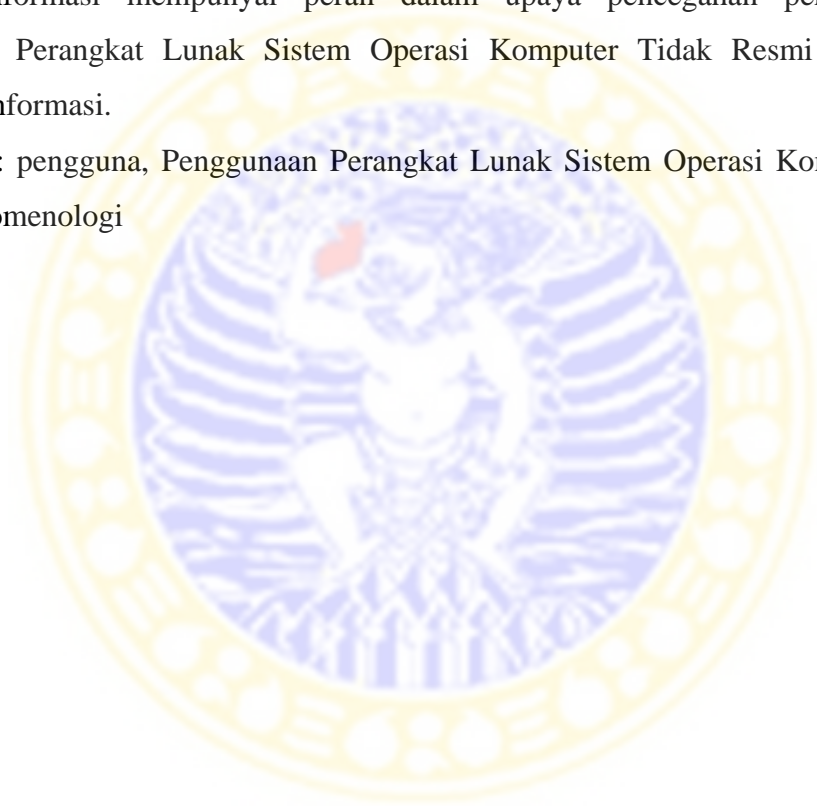 nformasi mempunyai peran dalam upaya pencegahan pe
Perangkat Lunak Sistem Operasi Komputer Tidak Resmi
nformasi.
: pengguna, Penggunaan Perangkat Lunak Sistem Operasi Ko
omenologi